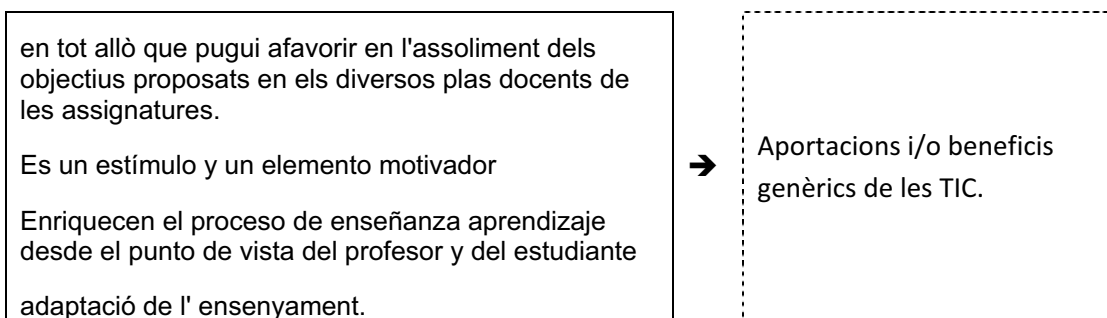 en tot allò que pugui afavorir en l'assoliment dels
objectius proposats en els diversos plas docents de
les assignatures.
Es un estímulo y un elemento motivador
Enriquecen el proceso de enseñanza aprendizaje
desde el punto de vista del profesor y del estudiante
adaptació de l' ensenyament.
Aportacions i/o beneficis
genèrics de les TIC.